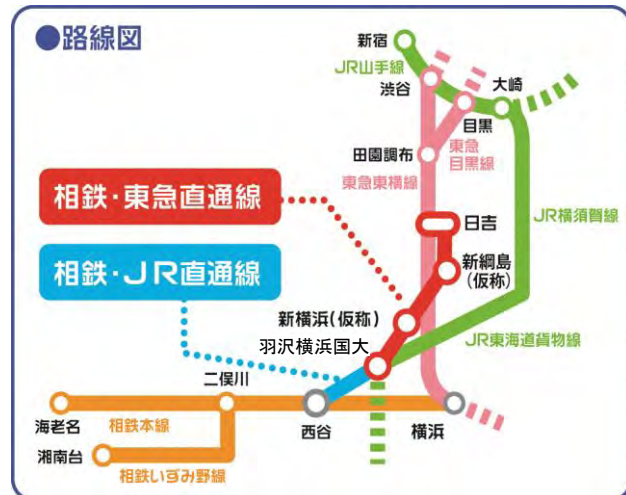 ●路線図
新宿
JR山手線
渋谷
大崎
目黒
田園調布
東急
目黒線
東急東横線
相鉄・東急直通線
日吉
JR横須賀線
新綱島
(仮称)
相鉄・JR直通線
新横浜(仮称)
羽沢横浜国大
JR東海道貨物線
二俣川
海老名
相鉄本線
西谷
横浜
湘南台
相鉄いずみ野線